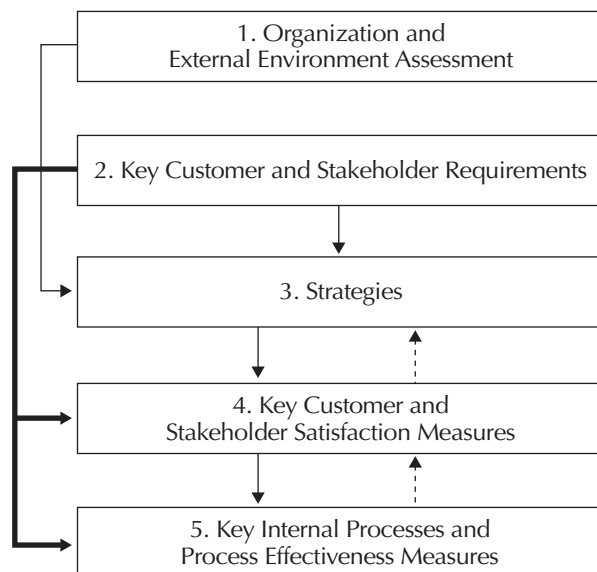 1. Organization and
External Environment Assessment
2. Key Customer and Stakeholder Requirements
3. Strategies
4. Key Customer and
Stakeholder Satisfaction Measures
5. Key Internal Processes and
Process Effectiveness Measures